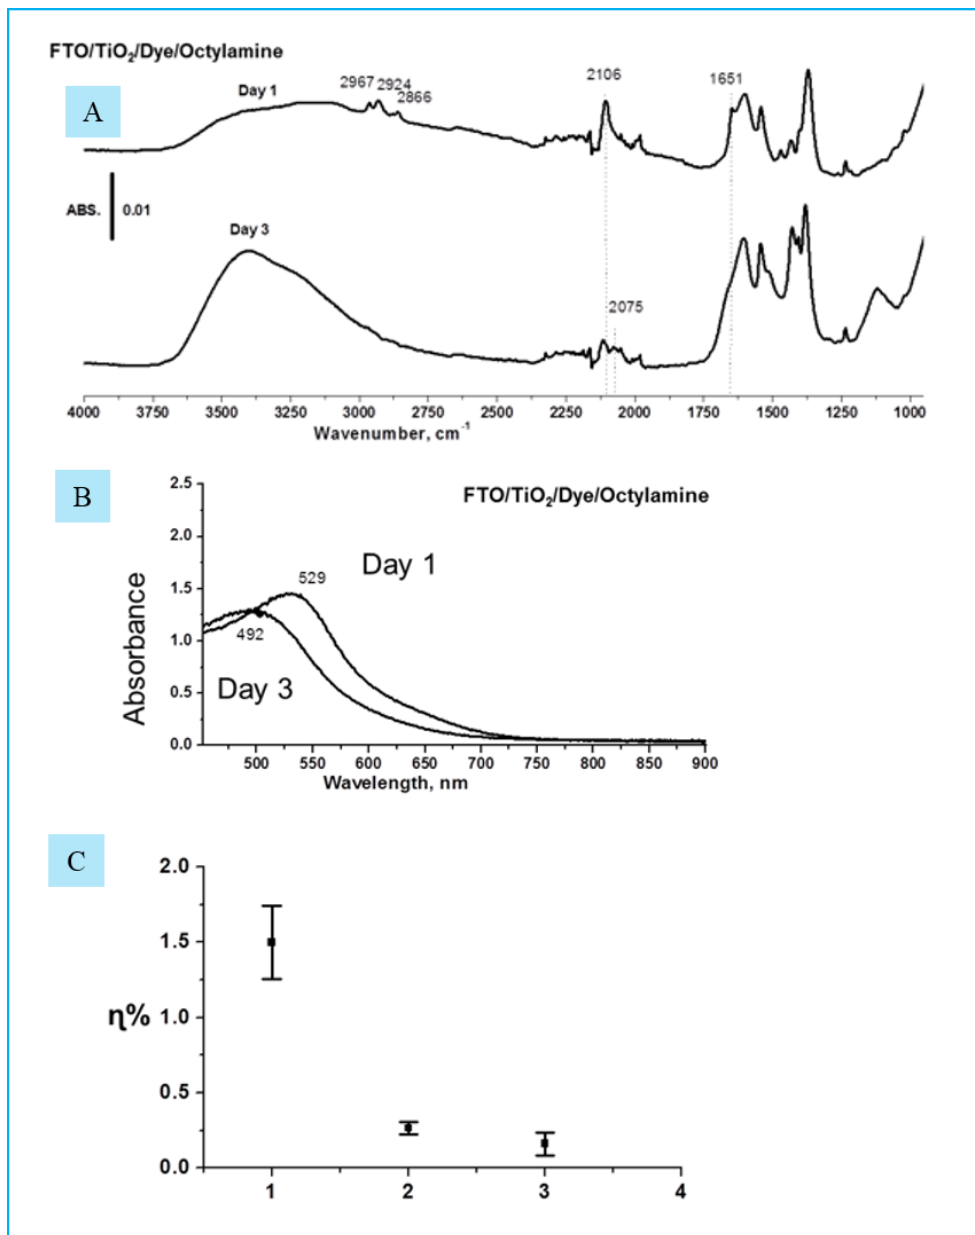 FTO/TiO₂/Dye/Octylamine
A
Day 1
2967 2924
2866
2106
1651
ABS. 0.01
Day 3
2075
4000 3750 3500 3250 3000 2750 2500 2250 2000 1750 1500 1250 1000
Wavenumber, cm⁻¹
B
FTO/TiO₂/Dye/Octylamine
2.5
2.0
1.5
1.0
0.5
0.0
Absorbance
Day 1
529
492
Day 3
500 550 600 650 700 750 800 850 900
Wavelength, nm
C
2.0
1.5
1.0
0.5
0.0
η%
1 2 3 4